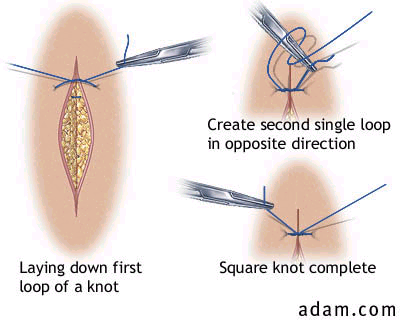 Create second single loop
in opposite direction
Laying down first
loop of a knot
Square knot complete
adam.com